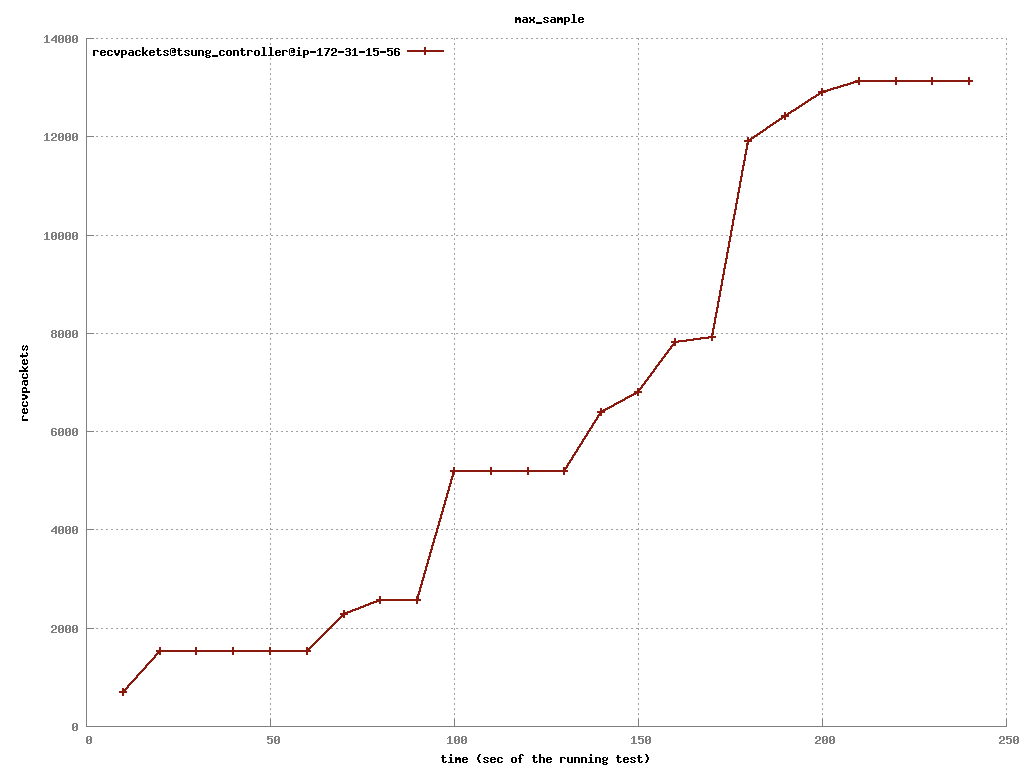 max_sample
recvpackets@tsung_controller@ip-172-31-15-56
14000
12000
10000
8000
6000
4000
2000
0
recvpackets
0 50 100 150 200 250
time (sec of the running test)